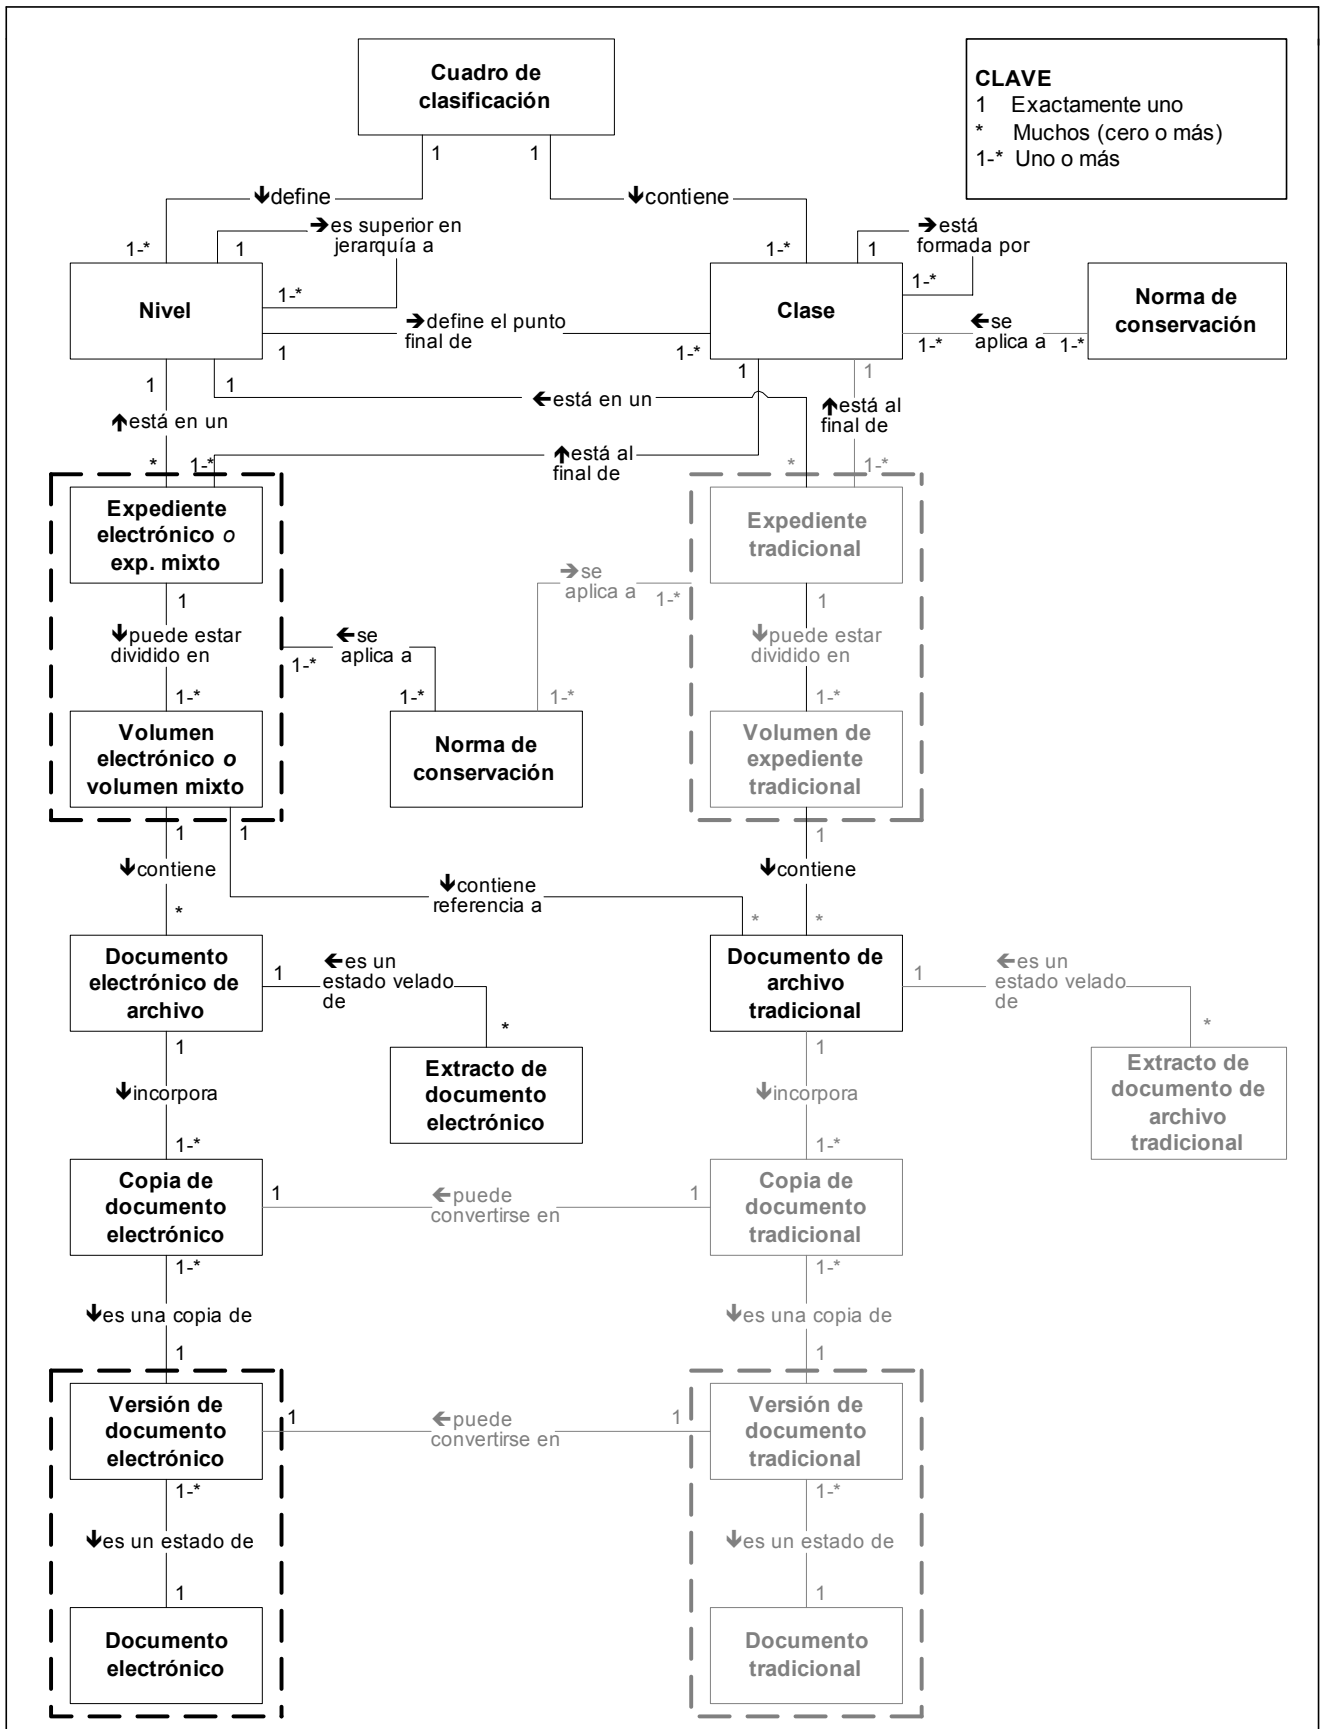 Cuadro de
clasificación
CLAVE
1 Exactamente uno
* Muchos (cero o más)
1-* Uno o más
1 1
🡫define
🡫contiene
🡪es superior en
jerarquía a
🡪está
formada por
1-* 1
1-* 1
1-*
1-*
Nivel
Clase
Norma de
conservación
🡪define el punto
final de
🡨se
aplica a
1 1-*
1-* 1-*
1 1
1 1
🡨está en un
🡩está en un
🡩está al
final de
🡩está al
final de
* 1-*
* 1-*
Expediente
electrónico o
exp. mixto
Expediente
tradicional
🡪se
aplica a
1-*
1
1
🡫puede estar
dividido en
🡨se
aplica a
🡫puede estar
dividido en
1-*
1-*
1-* 1-*
1-*
Volumen
electrónico o
volumen mixto
Norma de
conservación
Volumen de
expediente
tradicional
1 1
1
🡫contiene
🡫contiene
referencia a
🡫contiene
*
* *
Documento
electrónico de
archivo
1
🡨es un
estado velado
de
*
Documento de
archivo
tradicional
1
🡨es un
estado velado
de
*
1
Extracto de
documento
electrónico
1
Extracto de
documento de
archivo
tradicional
🡫incorpora
🡫incorpora
1-*
1-*
Copia de
documento
electrónico
1
🡨puede
convertirse en
1
Copia de
documento
tradicional
1-*
1-*
🡫es una copia de
🡫es una copia de
1
1
Versión de
documento
electrónico
1
🡨puede
convertirse en
1
Versión de
documento
tradicional
1-*
1-*
🡫es un estado de
🡫es un estado de
1
1
Documento
electrónico
Documento
tradicional